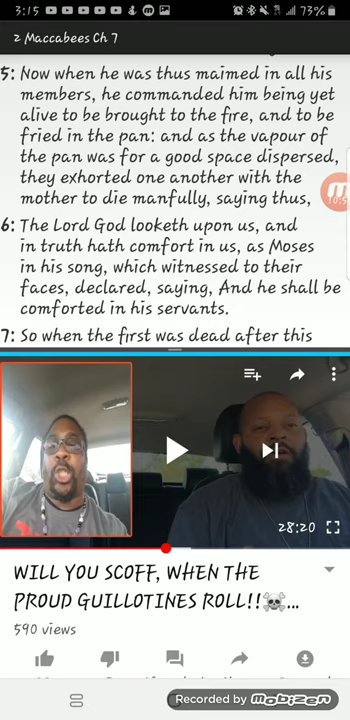 3:15
73%
2 Maccabees Ch 7
5: Now when he was thus maimed in all his
members, he commanded him being yet
alive to be brought to the fire, and to be
fried in the pan: and as the vapour of
the pan was for a good space dispersed,
they exhorted one another with the
mother to die manfully, saying thus,
6: The Lord God looketh upon us, and
in truth hath comfort in us, as Moses
in his song, which witnessed to their
faces, declared, saying, And he shall be
comforted in his servants.
7: So when the first was dead after this
28:20
WILL YOU SCOFF, WHEN THE
PROUD GUILLOTINES ROLL!!☠...
590 views
Recorded by Mobizen